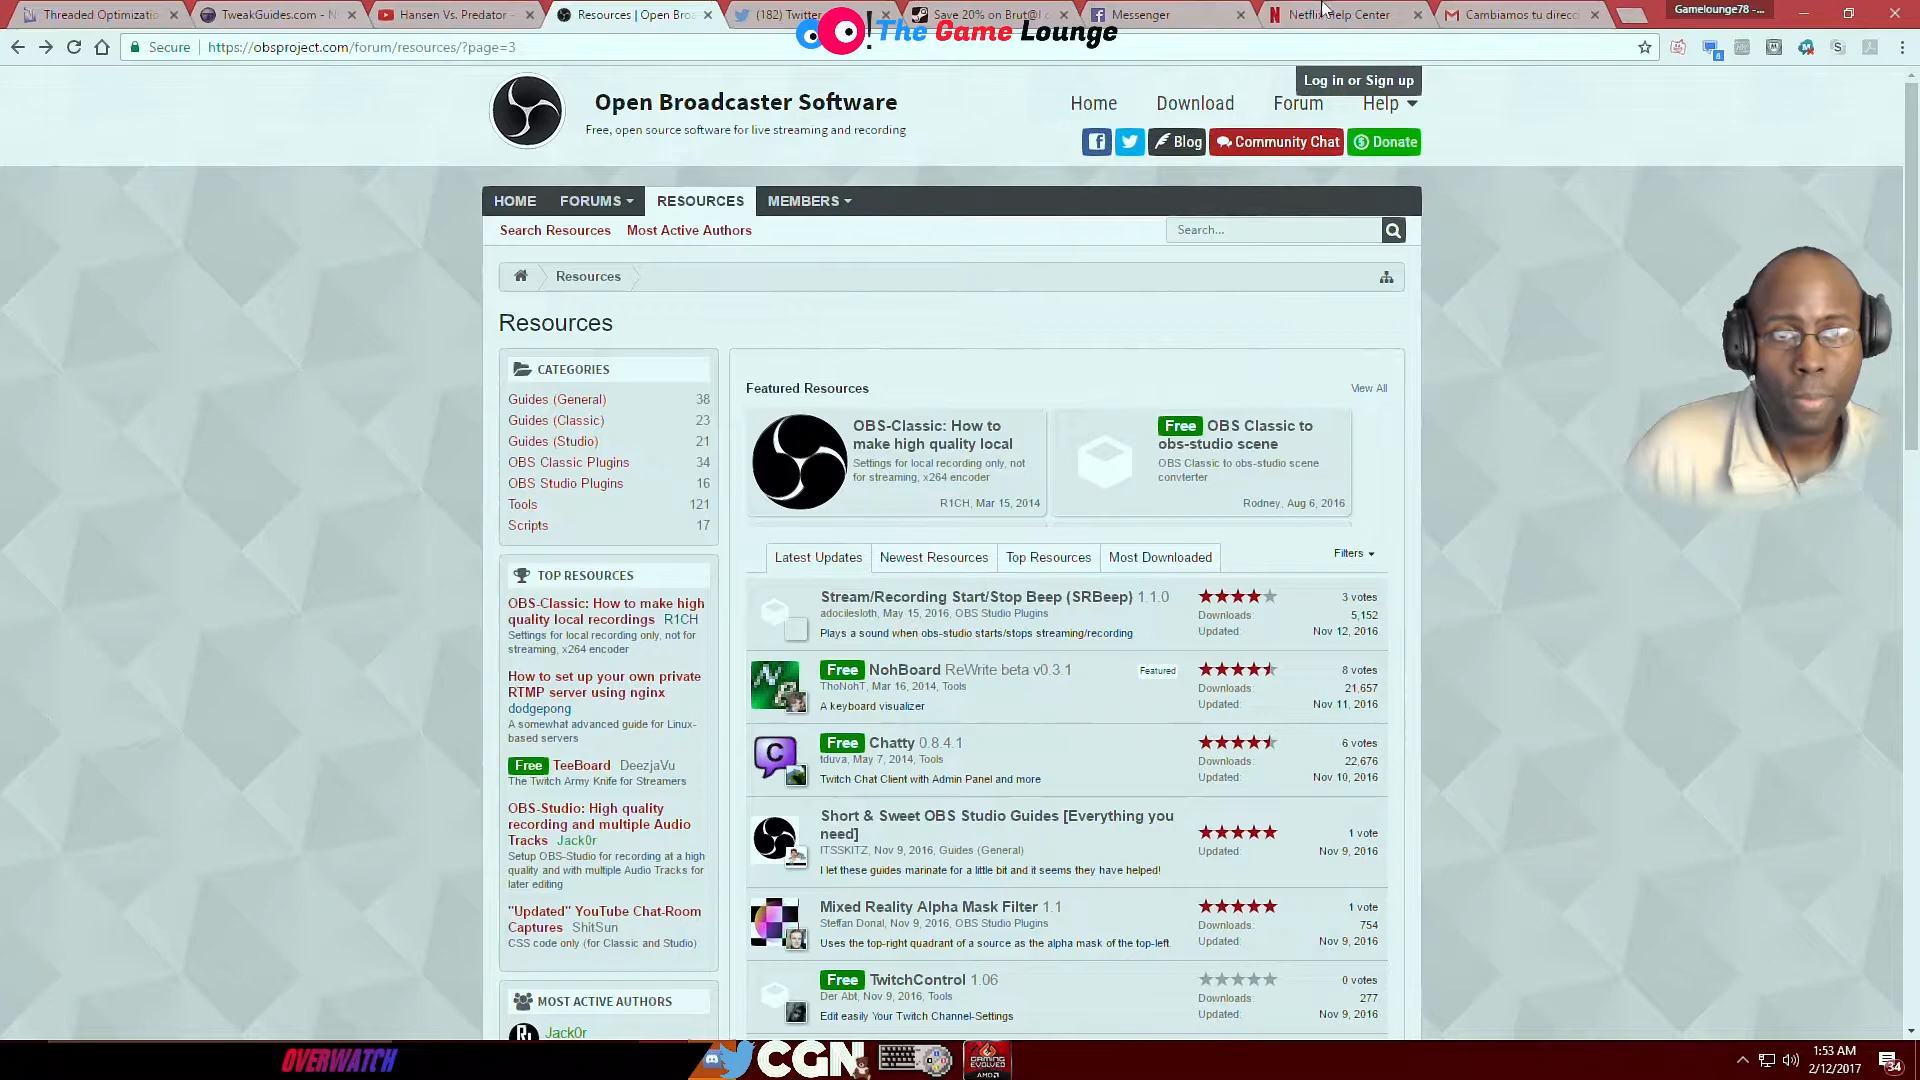 Threaded Optimizatio
TweakGuides.com - N
Hansen Vs. Predator -
Resources | Open Broa
(182) Twitter
Save 20% on Brut@l o
Messenger
Netflix Help Center
Cambiamos tu direcci
Gamelounge78 -...
Secure
https://obsproject.com/forum/resources/?page=3
! The Game Lounge
Log in or Sign up
Open Broadcaster Software
Free, open source software for live streaming and recording
Home Download Forum Help
Blog Community Chat Donate
HOME FORUMS RESOURCES MEMBERS
Search Resources Most Active Authors
Search...
Resources
Resources
CATEGORIES
Guides (General) 38
Guides (Classic) 23
Guides (Studio) 21
OBS Classic Plugins 34
OBS Studio Plugins 16
Tools 121
Scripts 17
TOP RESOURCES
OBS-Classic: How to make high
quality local recordings R1CH
Settings for local recording only, not for
streaming, x264 encoder
How to set up your own private
RTMP server using nginx
dodgepong
A somewhat advanced guide for Linux-
based servers
Free TeeBoard DeezjaVu
The Twitch Army Knife for Streamers
OBS-Studio: High quality
recording and multiple Audio
Tracks Jack0r
Setup OBS-Studio for recording at a high
quality and with multiple Audio Tracks for
later editing
"Updated" YouTube Chat-Room
Captures ShitSun
CSS code only (for Classic and Studio)
MOST ACTIVE AUTHORS
Jack0r
Featured Resources View All
OBS-Classic: How to
make high quality local
Settings for local recording only, not
for streaming, x264 encoder
R1CH, Mar 15, 2014
Free OBS Classic to
obs-studio scene
OBS Classic to obs-studio scene
convterter
Rodney, Aug 6, 2016
Latest Updates Newest Resources Top Resources Most Downloaded Filters
Stream/Recording Start/Stop Beep (SRBeep) 1.1.0
adocilesloth, May 15, 2016, OBS Studio Plugins
Plays a sound when obs-studio starts/stops streaming/recording
3 votes
Downloads: 5,152
Updated: Nov 12, 2016
Free NohBoard ReWrite beta v0.3.1 Featured
ThoNohT, Mar 16, 2014, Tools
A keyboard visualizer
8 votes
Downloads: 21,657
Updated: Nov 11, 2016
Free Chatty 0.8.4.1
tduva, May 7, 2014, Tools
Twitch Chat Client with Admin Panel and more
6 votes
Downloads: 22,676
Updated: Nov 10, 2016
Short & Sweet OBS Studio Guides [Everything you
need]
ITSSKITZ, Nov 9, 2016, Guides (General)
I let these guides marinate for a little bit and it seems they have helped!
1 vote
Updated: Nov 9, 2016
Mixed Reality Alpha Mask Filter 1.1
Steffan Donal, Nov 9, 2016, OBS Studio Plugins
Uses the top-right quadrant of a source as the alpha mask of the top-left.
1 vote
Downloads: 754
Updated: Nov 9, 2016
Free TwitchControl 1.06
Der Abt, Nov 9, 2016, Tools
Edit easily Your Twitch Channel-Settings
0 votes
Downloads: 277
Updated: Nov 9, 2016
OVERWATCH
CGN
GAMING
EVOLVED
AMD
1:53 AM
2/12/2017
34